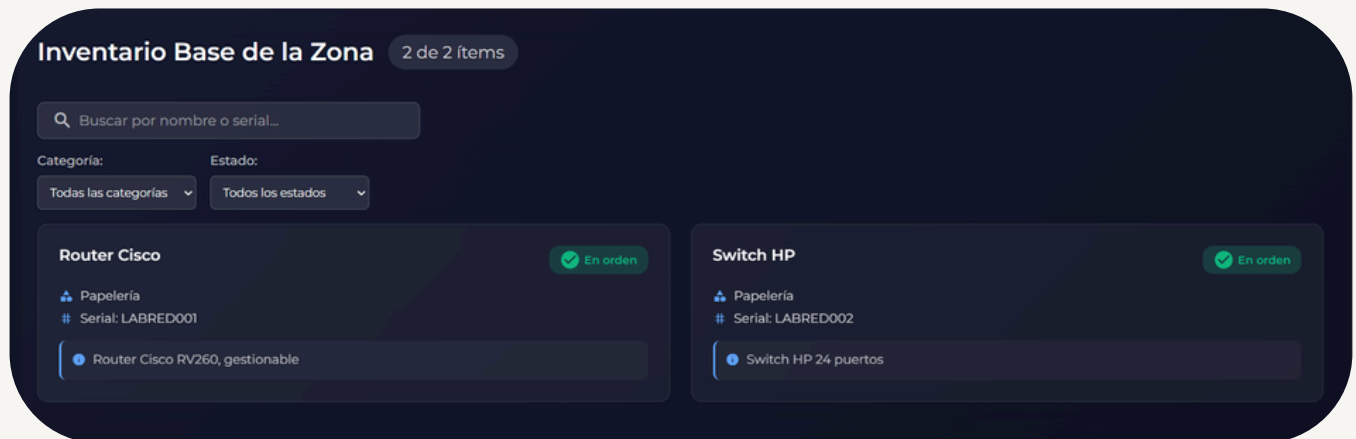 Inventario Base de la Zona 2 de 2 ítems
Buscar por nombre o serial...
Categoría: Estado:
Todas las categorías Todos los estados
Router Cisco En orden
Papelería
# Serial: LABRED001
Router Cisco RV260, gestionable
Switch HP En orden
Papelería
# Serial: LABRED002
Switch HP 24 puertos